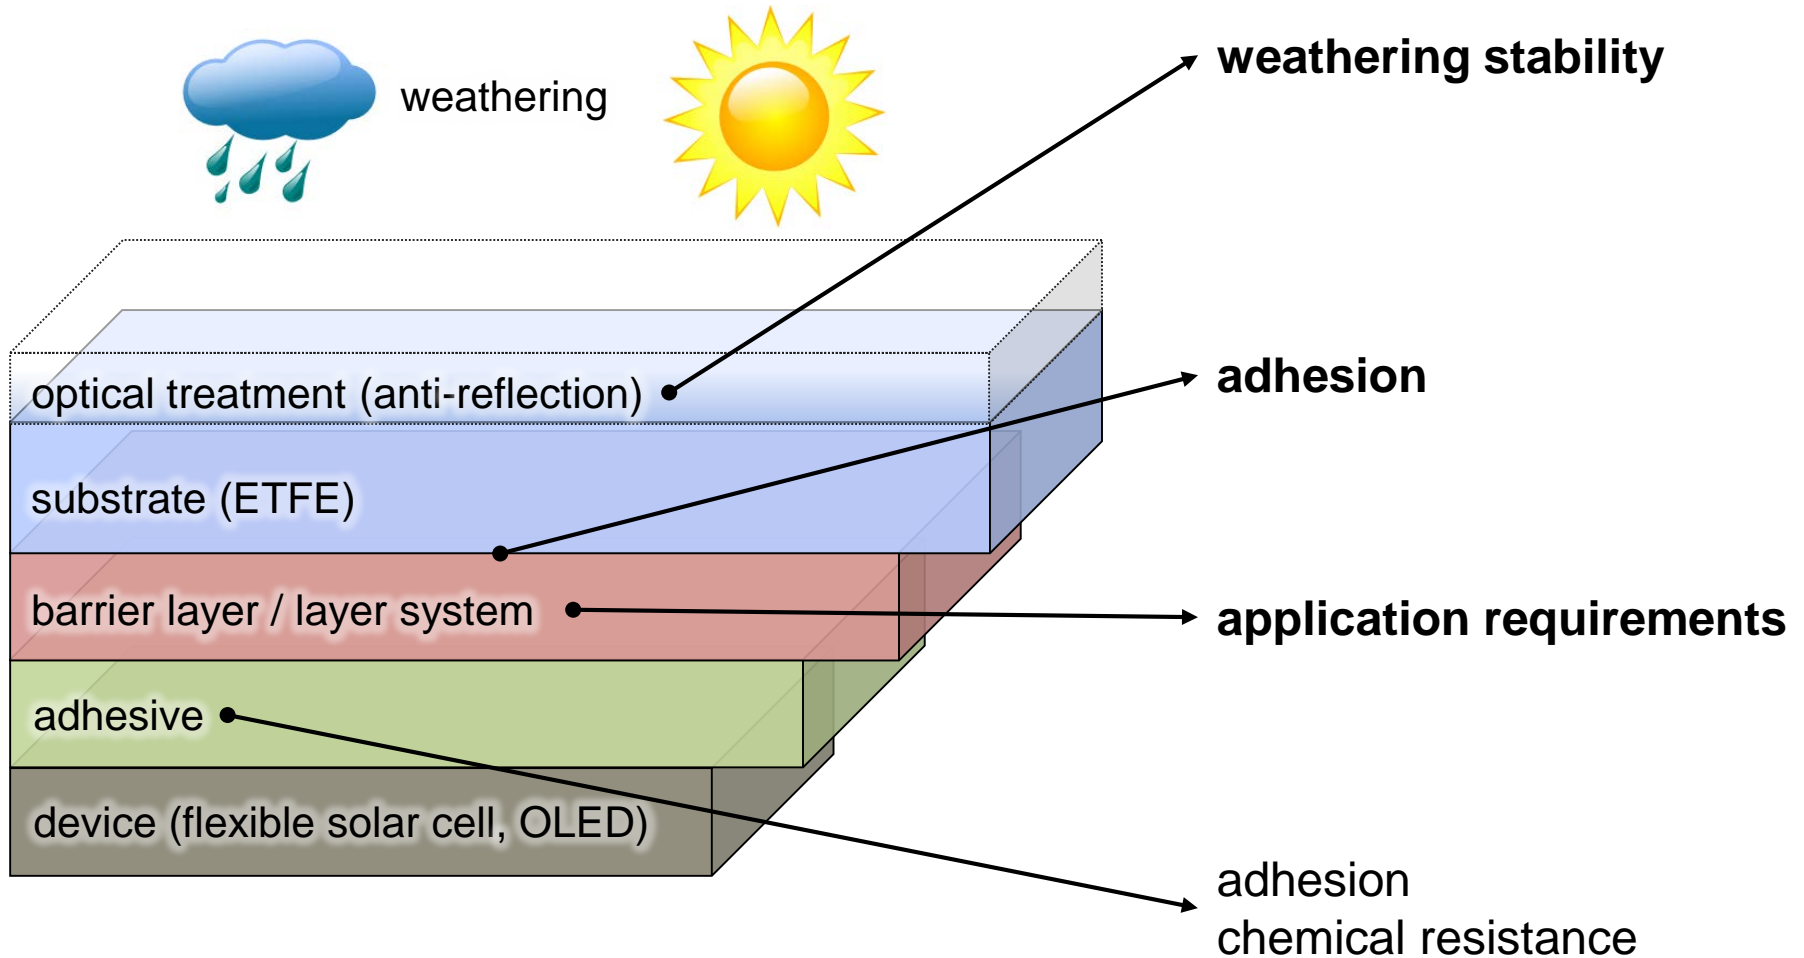 weathering
weathering stability
optical treatment (anti-reflection)
adhesion
substrate (ETFE)
barrier layer / layer system
application requirements
adhesive
device (flexible solar cell, OLED)
adhesion
chemical resistance